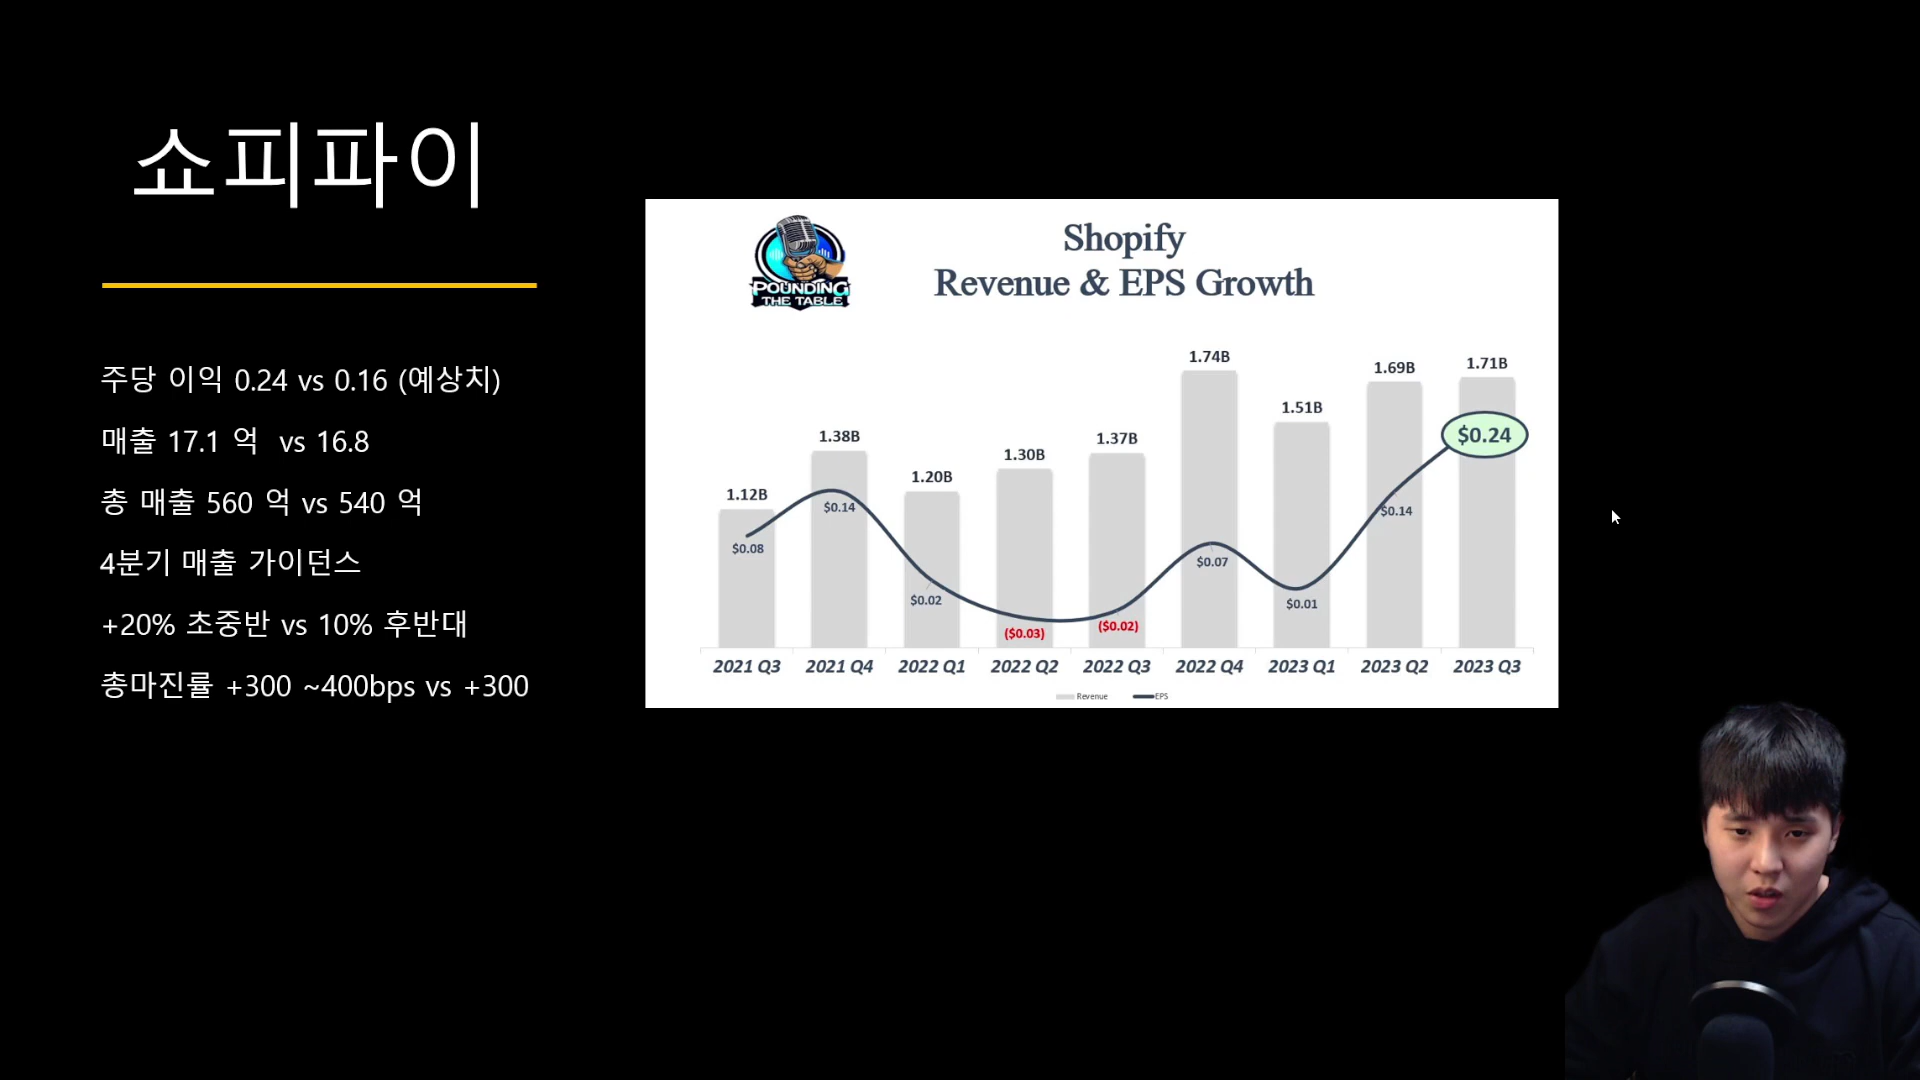 쇼피파이
주당 이익 0.24 vs 0.16 (예상치)
매출 17.1 억 vs 16.8
총 매출 560 억 vs 540 억
4분기 매출 가이던스
+20% 초중반 vs 10% 후반대
총마진률 +300 ~400bps vs +300
POUNDING
THE TABLE
Shopify
Revenue & EPS Growth
1.12B
1.38B
1.20B
1.30B
1.37B
1.74B
1.51B
1.69B
1.71B
$0.08
$0.14
$0.02
($0.03)
($0.02)
$0.07
$0.01
$0.14
$0.24
2021 Q3 2021 Q4 2022 Q1 2022 Q2 2022 Q3 2022 Q4 2023 Q1 2023 Q2 2023 Q3
Revenue EPS